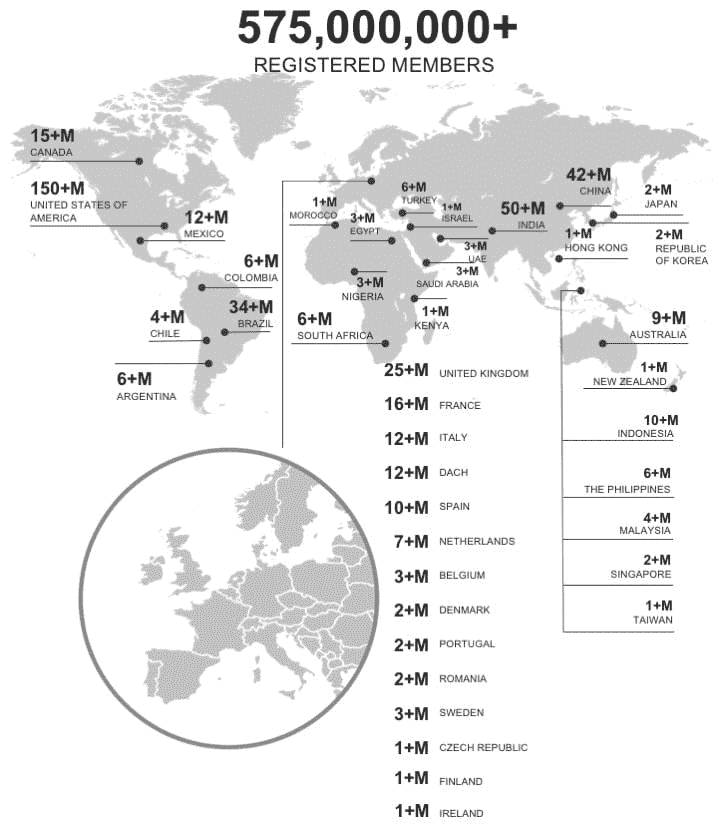 575,000,000+
REGISTERED MEMBERS
15+M
CANADA
150+M
UNITED STATES OF
AMERICA
12+M
MEXICO
6+M
COLOMBIA
34+M
BRAZIL
4+M
CHILE
6+M
ARGENTINA
1+M
MOROCCO
3+M
EGYPT
6+M
TURKEY
1+M
ISRAEL
3+M
UAE
3+M
SAUDI ARABIA
3+M
NIGERIA
1+M
KENYA
6+M
SOUTH AFRICA
50+M
INDIA
42+M
CHINA
2+M
JAPAN
1+M
HONG KONG
2+M
REPUBLIC
OF KOREA
9+M
AUSTRALIA
1+M
NEW ZEALAND
10+M
INDONESIA
6+M
THE PHILIPPINES
4+M
MALAYSIA
2+M
SINGAPORE
1+M
TAIWAN
25+M UNITED KINGDOM
16+M FRANCE
12+M ITALY
12+M DACH
10+M SPAIN
7+M NETHERLANDS
3+M BELGIUM
2+M DENMARK
2+M PORTUGAL
2+M ROMANIA
3+M SWEDEN
1+M CZECH REPUBLIC
1+M FINLAND
1+M IRELAND